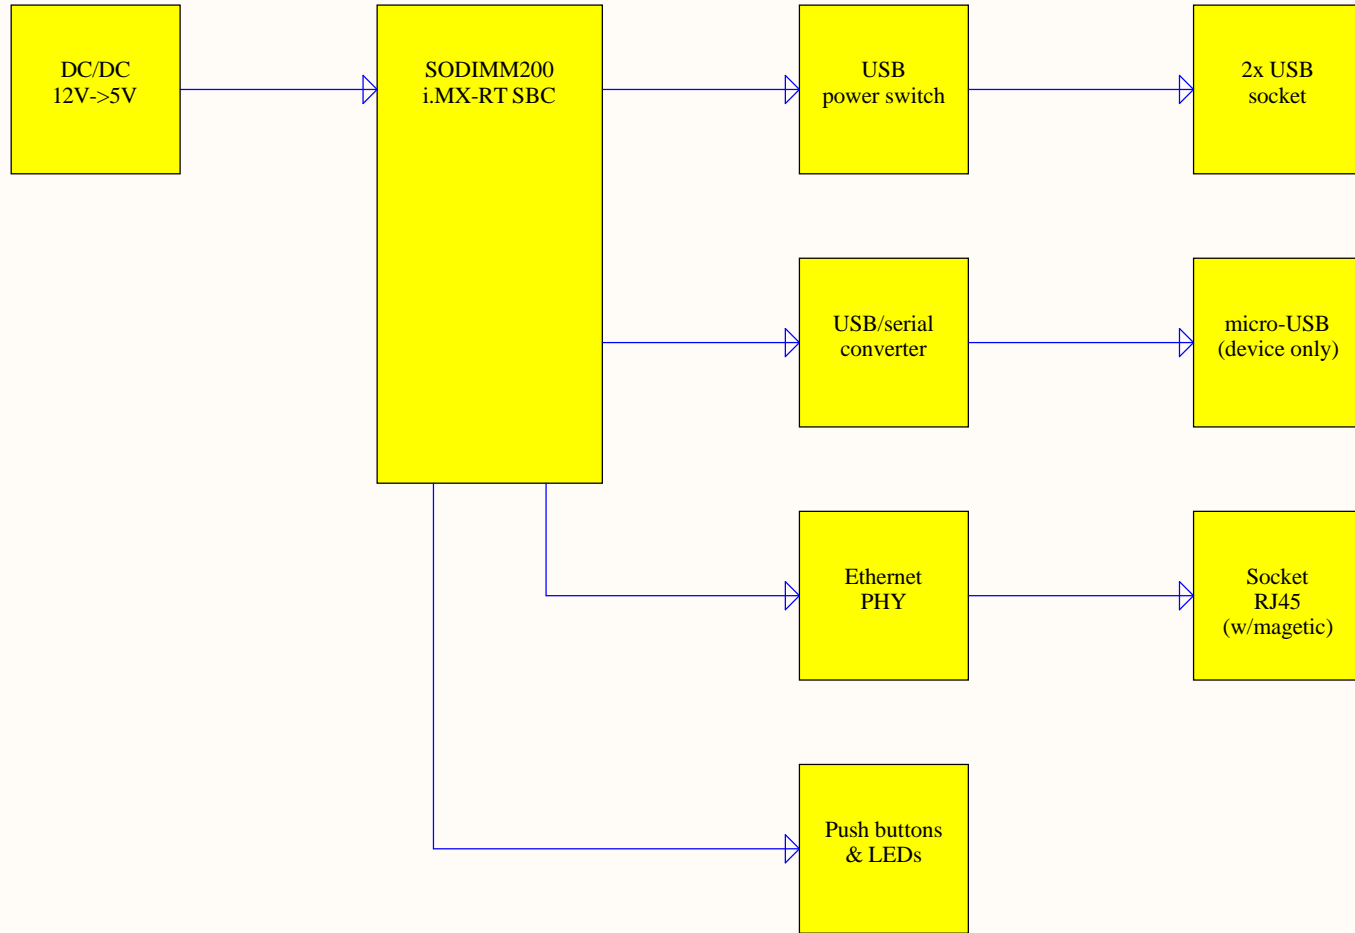 DC/DC
12V->5V
SODIMM200
i.MX-RT SBC
USB
power switch
2x USB
socket
USB/serial
converter
micro-USB
(device only)
Ethernet
PHY
Socket
RJ45
(w/magetic)
Push buttons
& LEDs